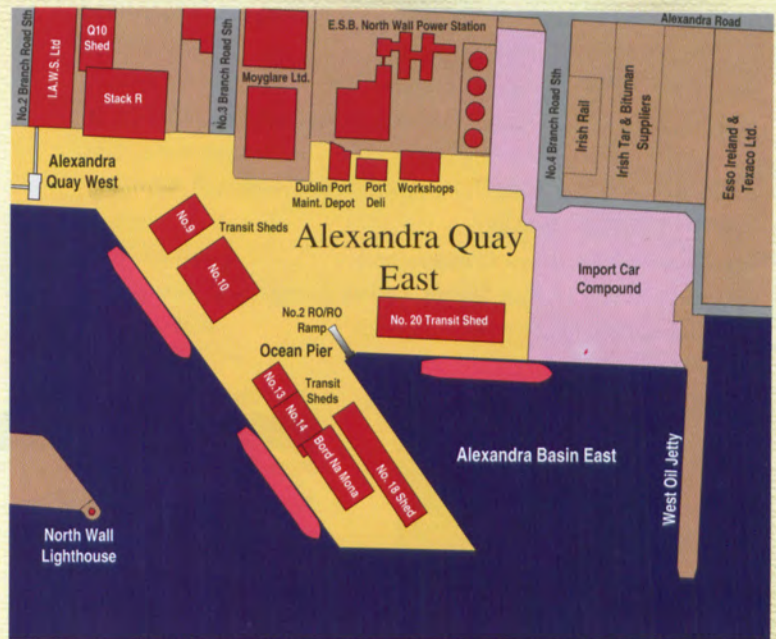 Alexandra Road
E.S.B. North Wall Power Station
No.2 Branch Road Sth
I.A.W.S. Ltd
Q10
Shed
Stack R
No.3 Branch Road Sth
Moyglare Ltd.
No.4 Branch Road Sth
Irish Rail
Irish Tar & Bituman
Suppliers
Esso Ireland &
Texaco Ltd.
Alexandra
Quay West
Dublin Port
Maint. Depot
Port
Deli
Workshops
No.9
Transit Sheds
No.10
Alexandra Quay
East
Import Car
Compound
No.2 RO/RO
Ramp
No. 20 Transit Shed
Ocean Pier
No.13
Transit
Sheds
No.14
Bord Na Mona
No. 18 Shed
Alexandra Basin East
West Oil Jetty
North Wall
Lighthouse